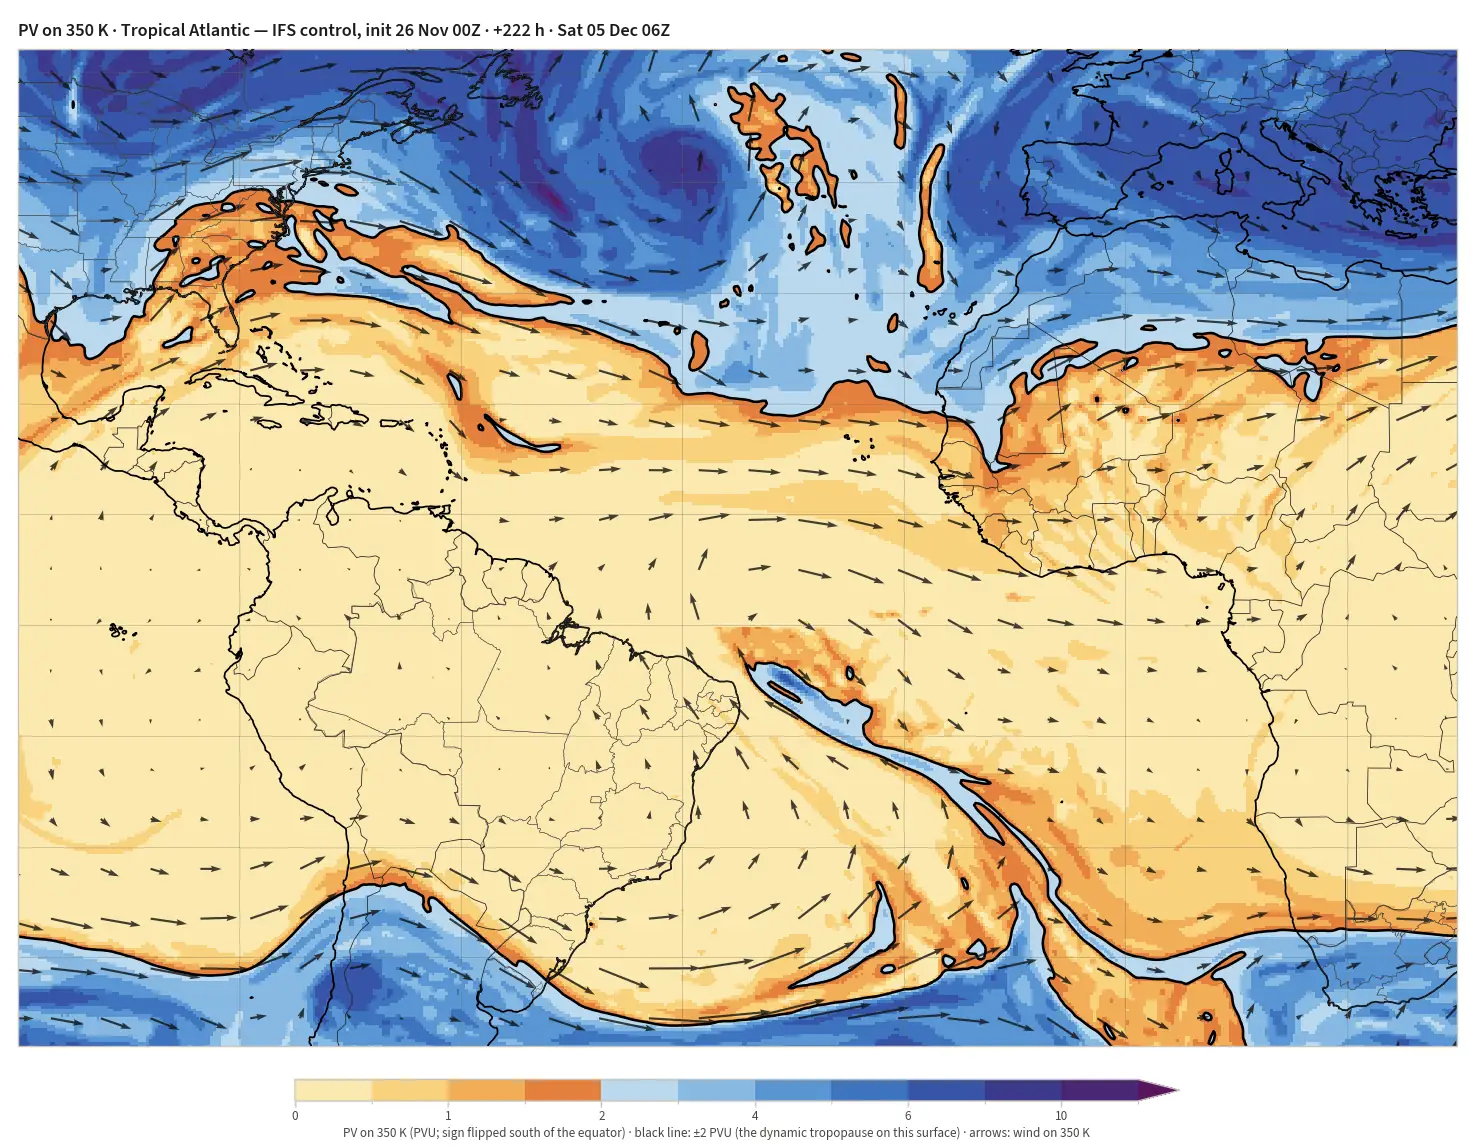 PV on 350 K · Tropical Atlantic — IFS control, init 26 Nov 00Z · +222 h · Sat 05 Dec 06Z
0 1 2 4 6 10
PV on 350 K (PVU; sign flipped south of the equator) · black line: ±2 PVU (the dynamic tropopause on this surface) · arrows: wind on 350 K